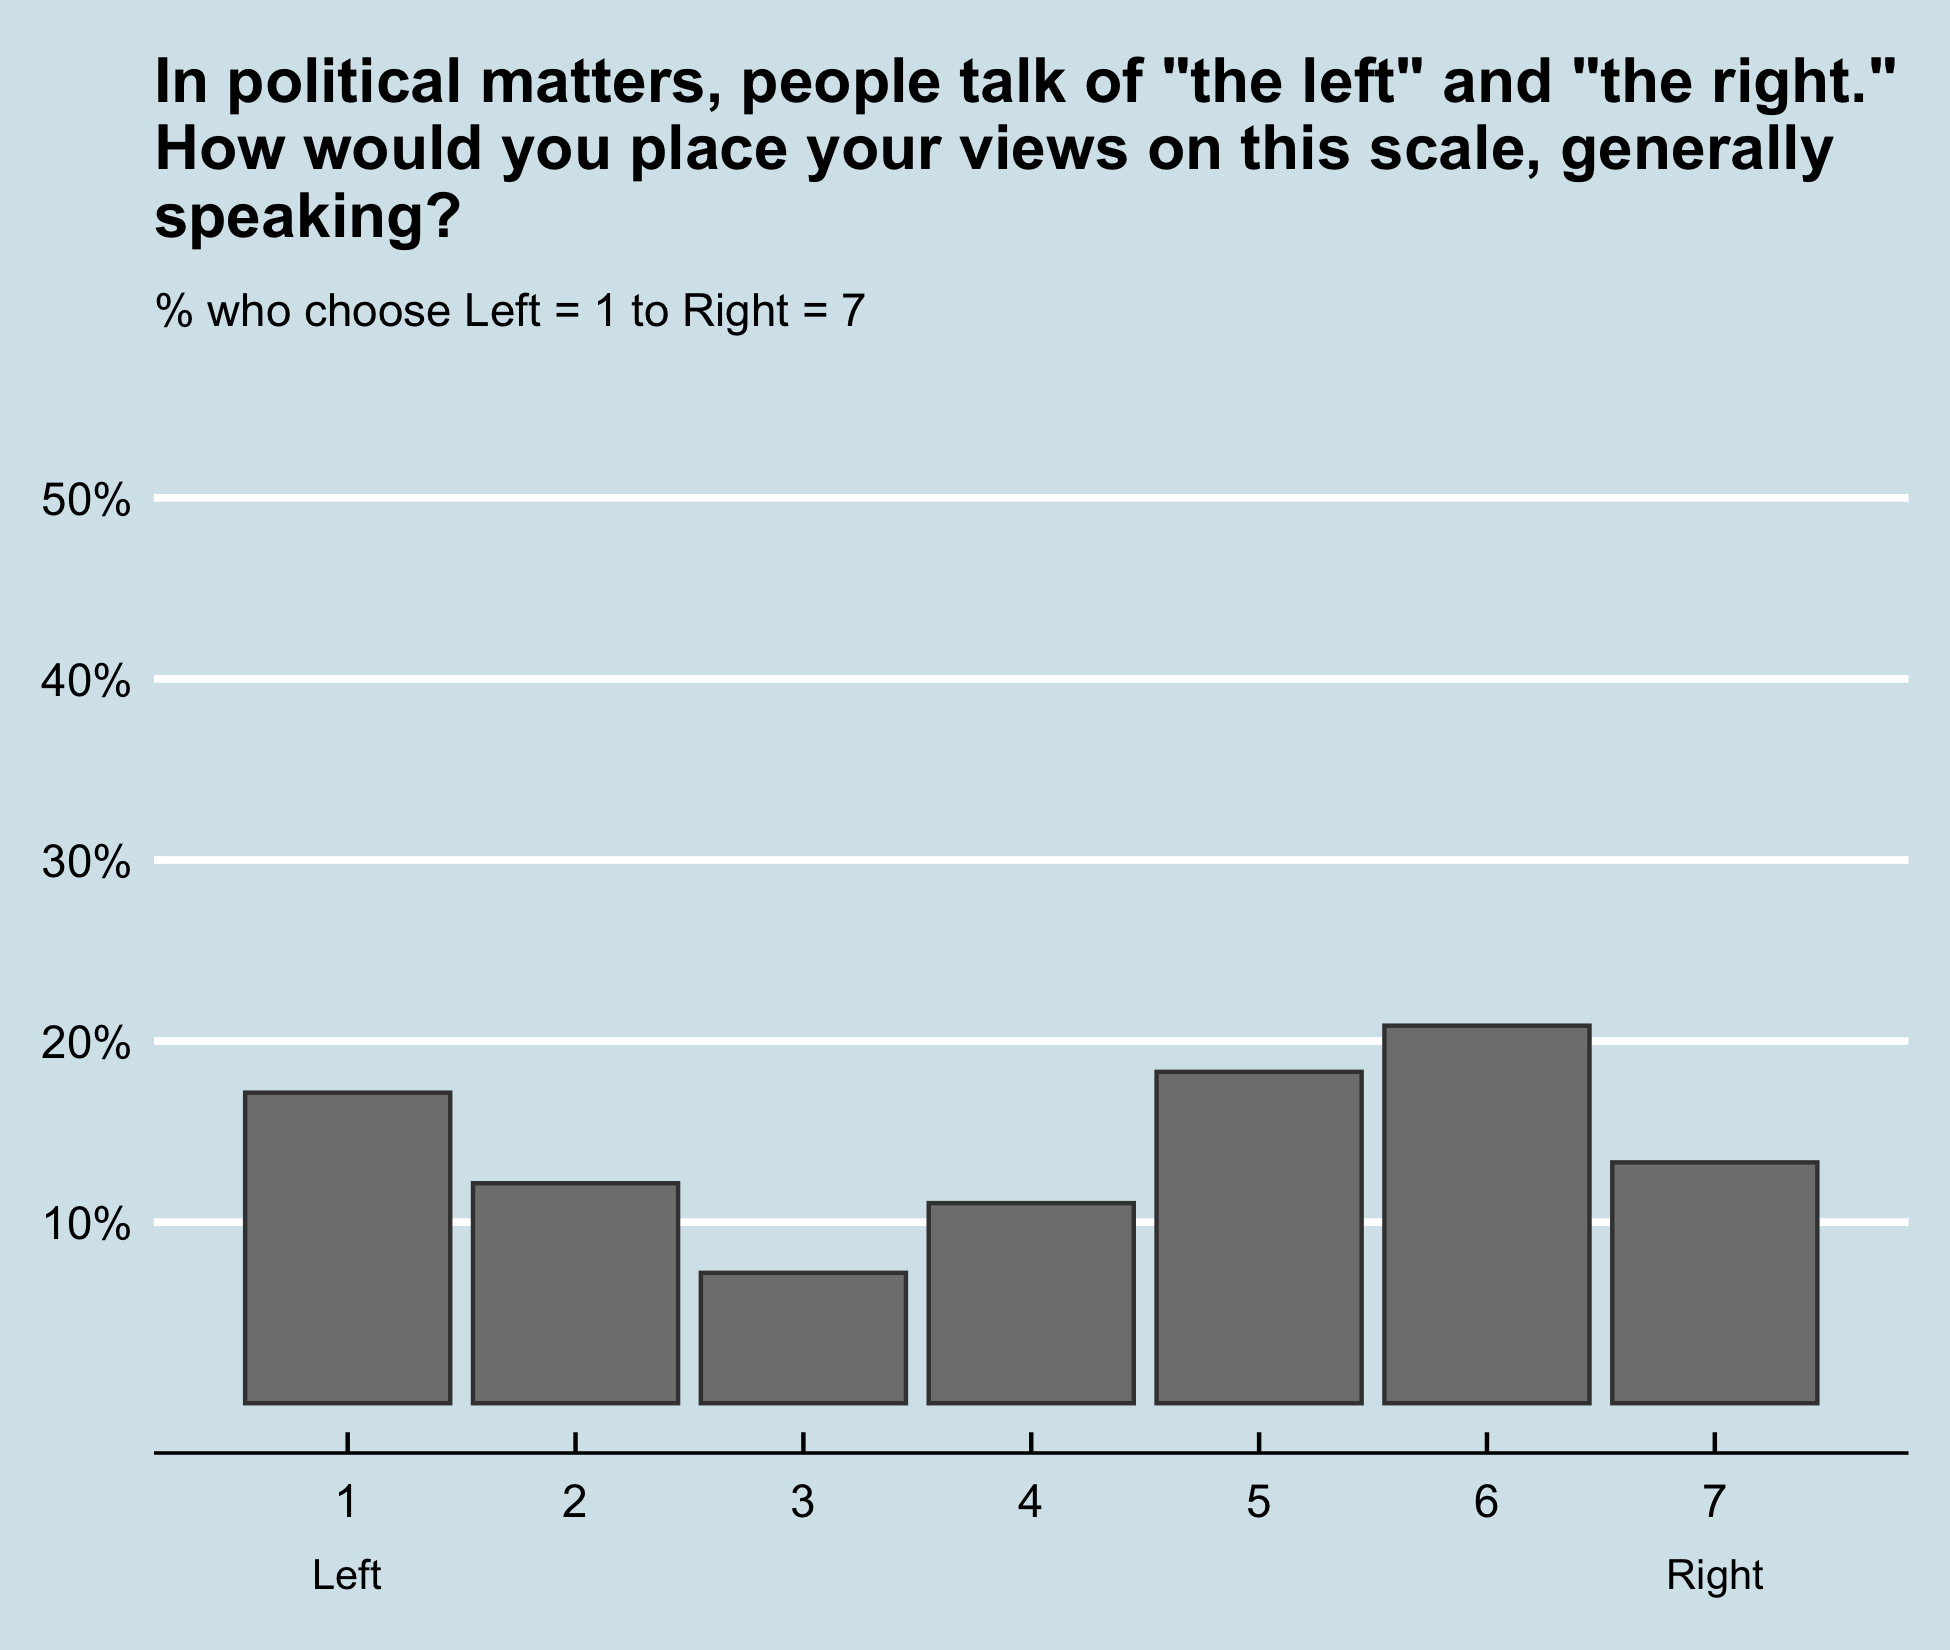 In political matters, people talk of "the left" and "the right."
How would you place your views on this scale, generally
speaking?
% who choose Left = 1 to Right = 7
50%
40%
30%
20%
10%
1 2 3 4 5 6 7
Left Right